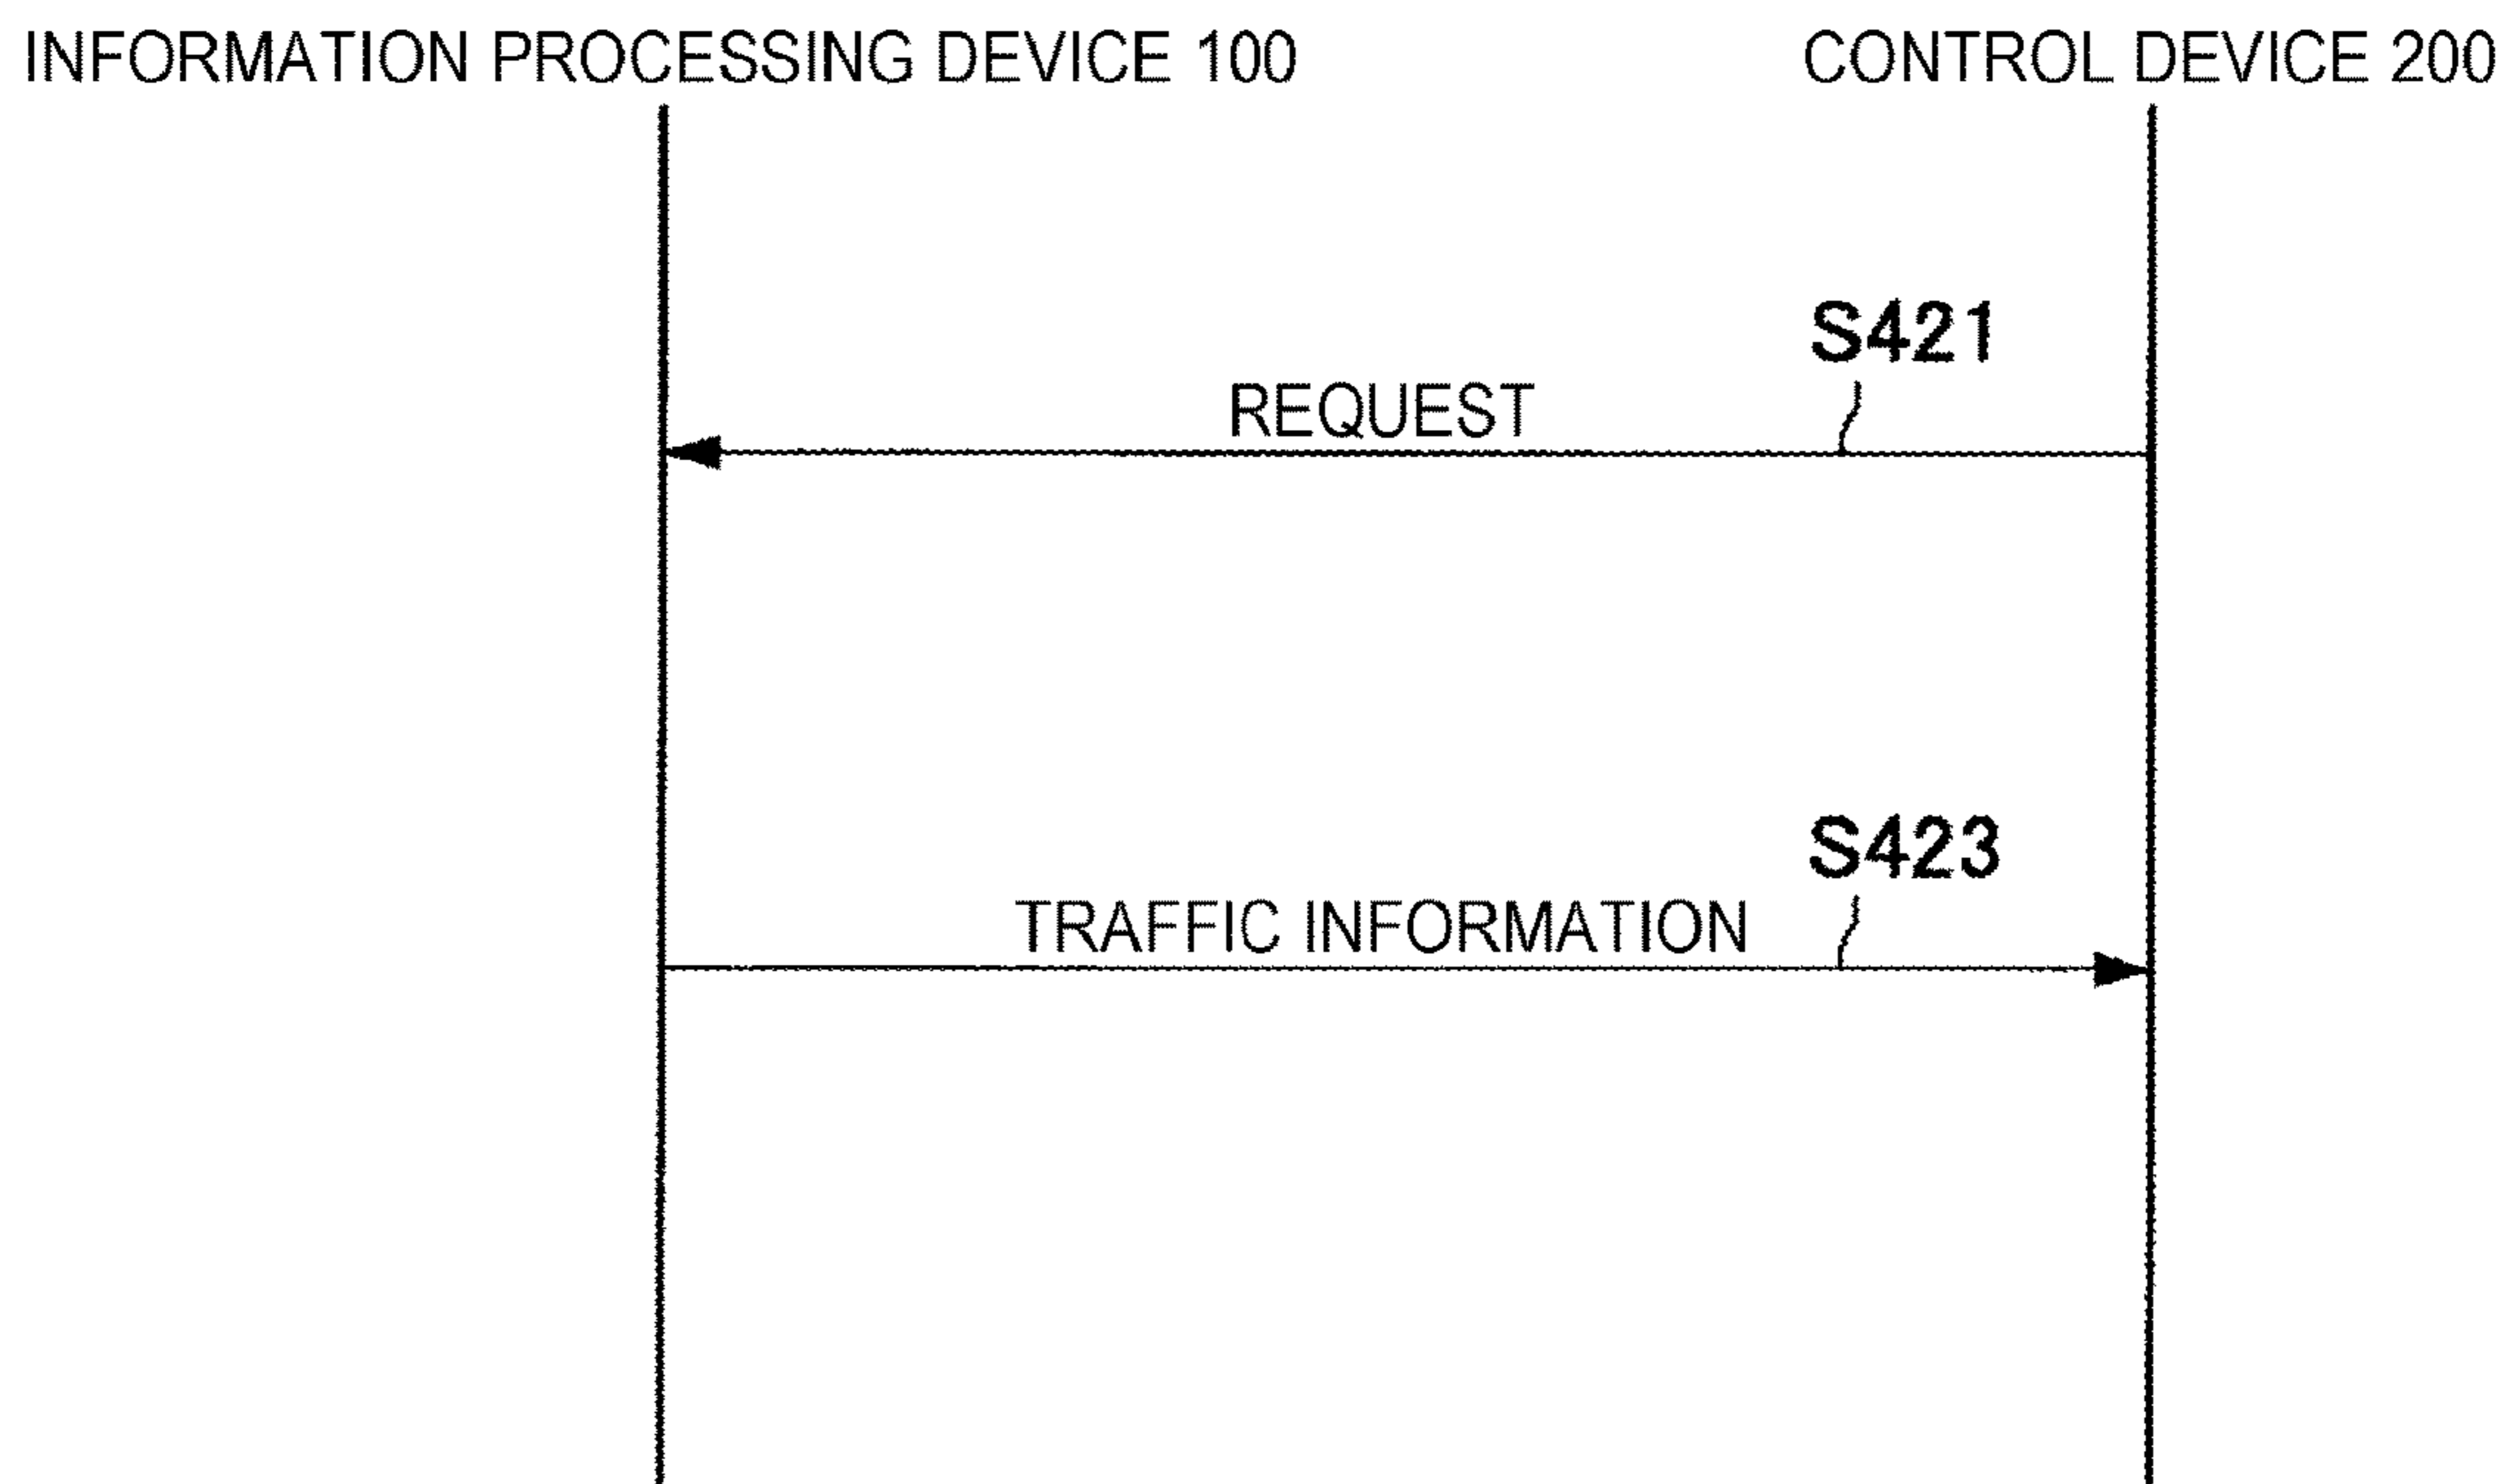 INFORMATION PROCESSING DEVICE 100
CONTROL DEVICE 200
S421
REQUEST
S423
TRAFFIC INFORMATION